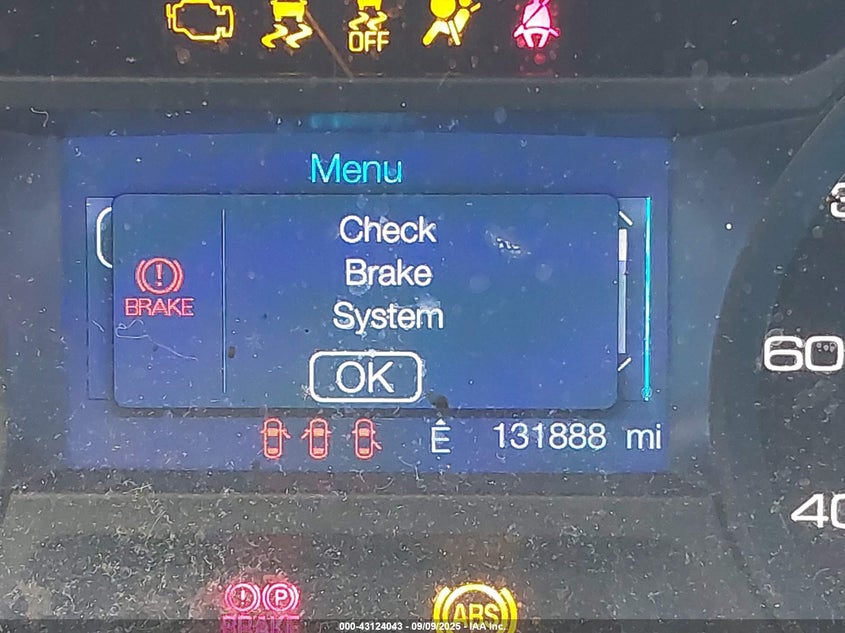 OFF
Menu
Check
Brake
System
BRAKE
OK
E 131888 mi
60
40
P
BRAKE
ABS
000-43124043 - 09/09/2025 - IAA Inc.